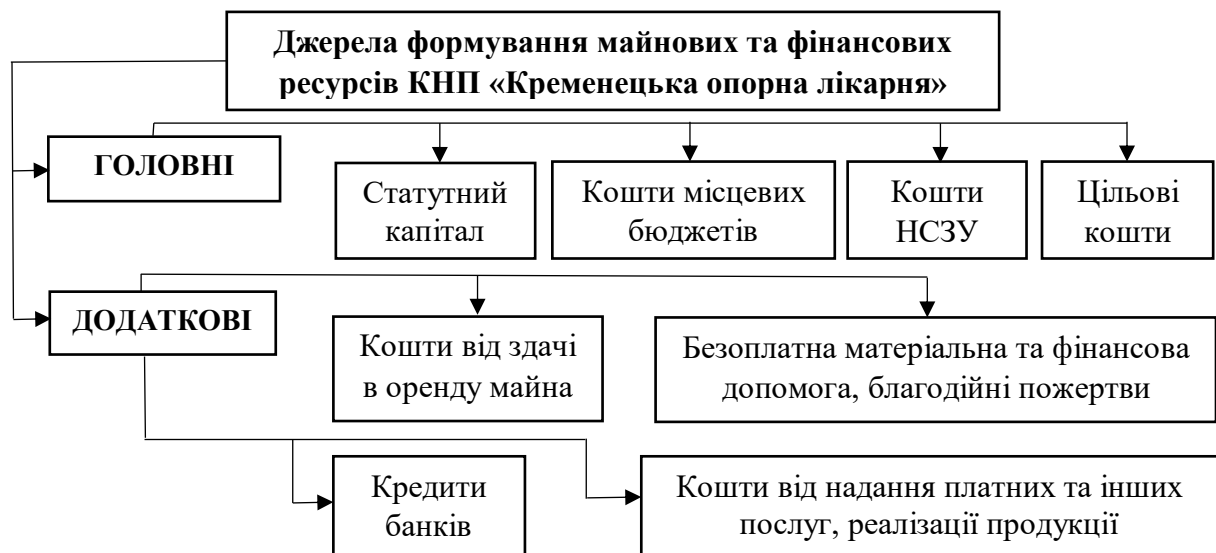 Джерела формування майнових та фінансових
ресурсів КНП «Кременецька опорна лікарня»
ГОЛОВНІ
Статутний
капітал
Кошти місцевих
бюджетів
Кошти
НСЗУ
Цільові
кошти
ДОДАТКОВІ
Кошти від здачі
в оренду майна
Безоплатна матеріальна та фінансова
допомога, благодійні пожертви
Кредити
банків
Кошти від надання платних та інших
послуг, реалізації продукції